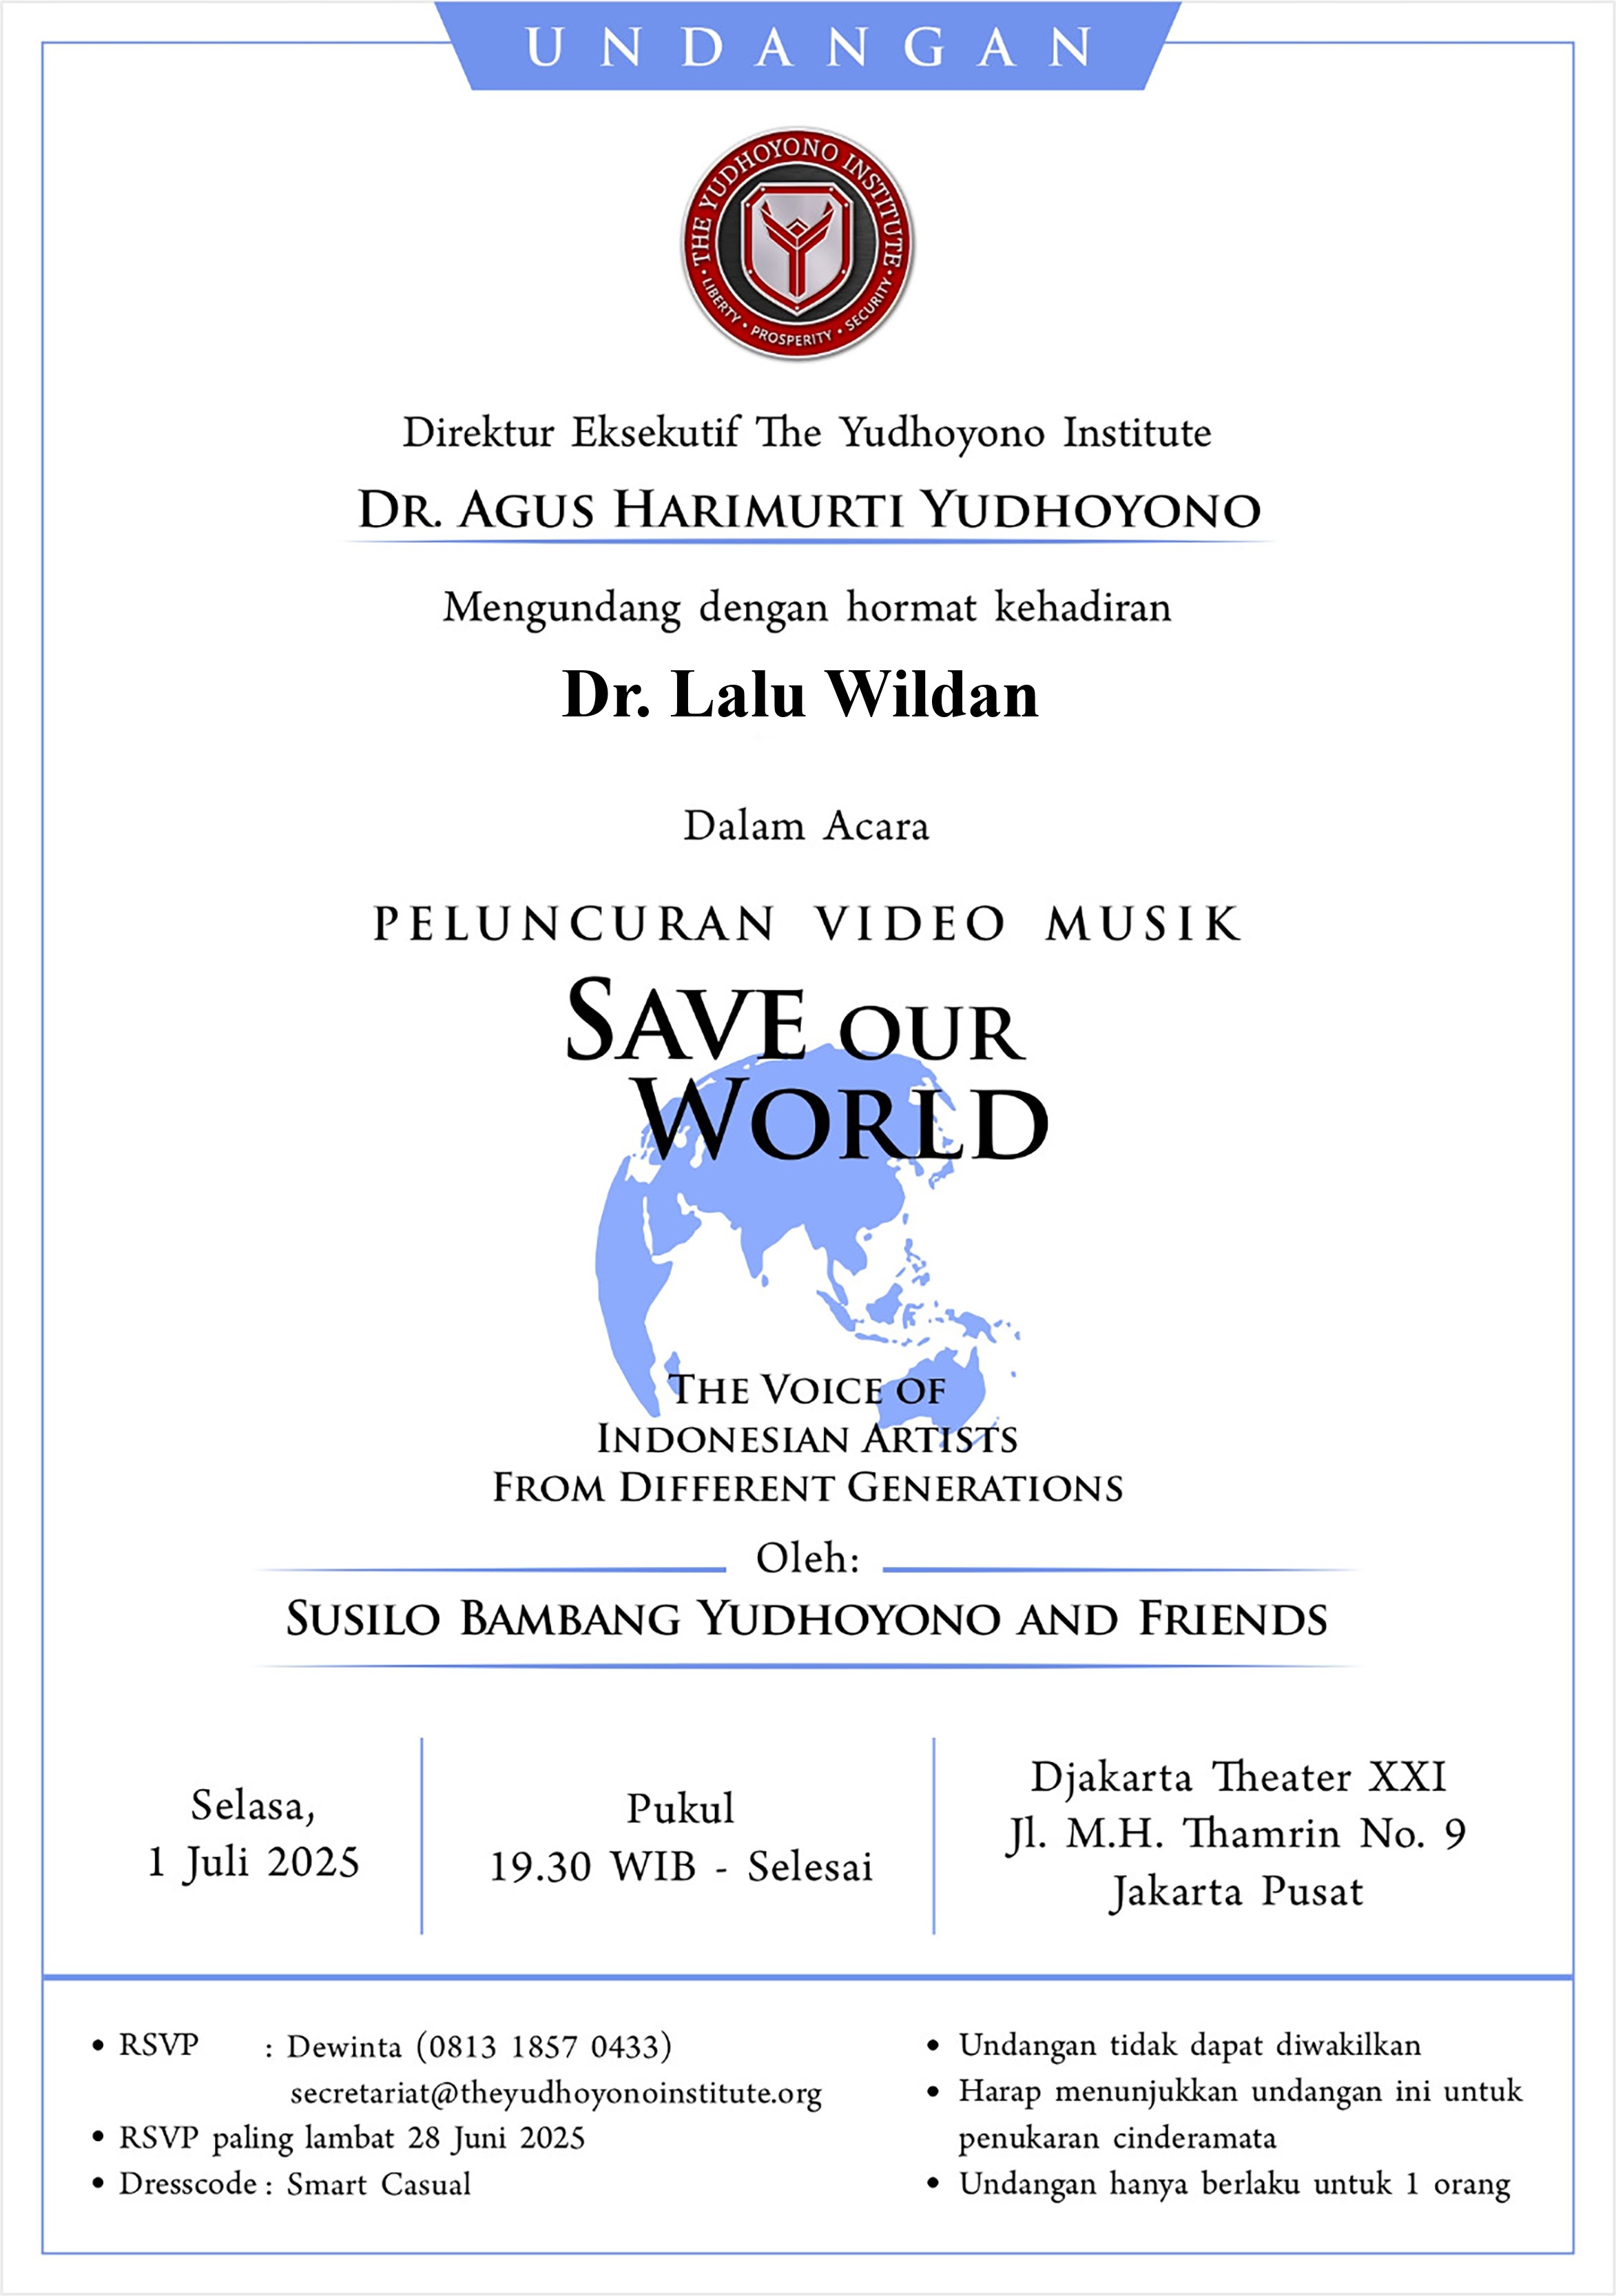 UNDANGAN
THE YUDHOYONO INSTITUTE
• LIBERTY • PROSPERITY • SECURITY •
Direktur Eksekutif The Yudhoyono Institute
DR. AGUS HARIMURTI YUDHOYONO
Mengundang dengan hormat kehadiran
Dr. Lalu Wildan
Dalam Acara
PELUNCURAN VIDEO MUSIK
SAVE OUR
WORLD
THE VOICE OF
INDONESIAN ARTISTS
FROM DIFFERENT GENERATIONS
Oleh:
SUSILO BAMBANG YUDHOYONO AND FRIENDS
Selasa,
1 Juli 2025
Pukul
19.30 WIB - Selesai
Djakarta Theater XXI
Jl. M.H. Thamrin No. 9
Jakarta Pusat
• RSVP : Dewinta (0813 1857 0433)
secretariat@theyudhoyonoinstitute.org
• RSVP paling lambat 28 Juni 2025
• Dresscode : Smart Casual
• Undangan tidak dapat diwakilkan
• Harap menunjukkan undangan ini untuk
penukaran cinderamata
• Undangan hanya berlaku untuk 1 orang